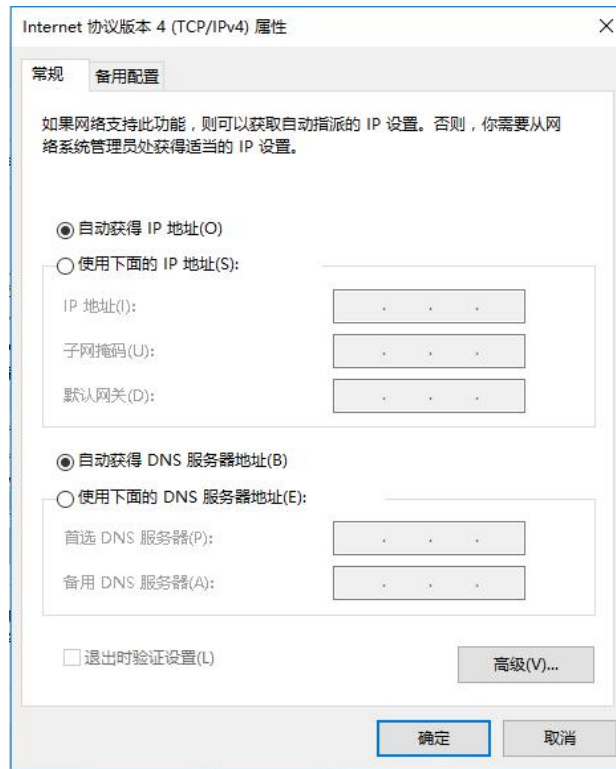 Internet 协议版本 4 (TCP/IPv4) 属性
常规 备用配置
如果网络支持此功能，则可以获取自动指派的 IP 设置。否则，你需要从网
络系统管理员处获得适当的 IP 设置。
自动获得 IP 地址(O)
使用下面的 IP 地址(S):
IP 地址(I):
子网掩码(U):
默认网关(D):
自动获得 DNS 服务器地址(B)
使用下面的 DNS 服务器地址(E):
首选 DNS 服务器(P):
备用 DNS 服务器(A):
退出时验证设置(L)
高级(V)...
确定 取消